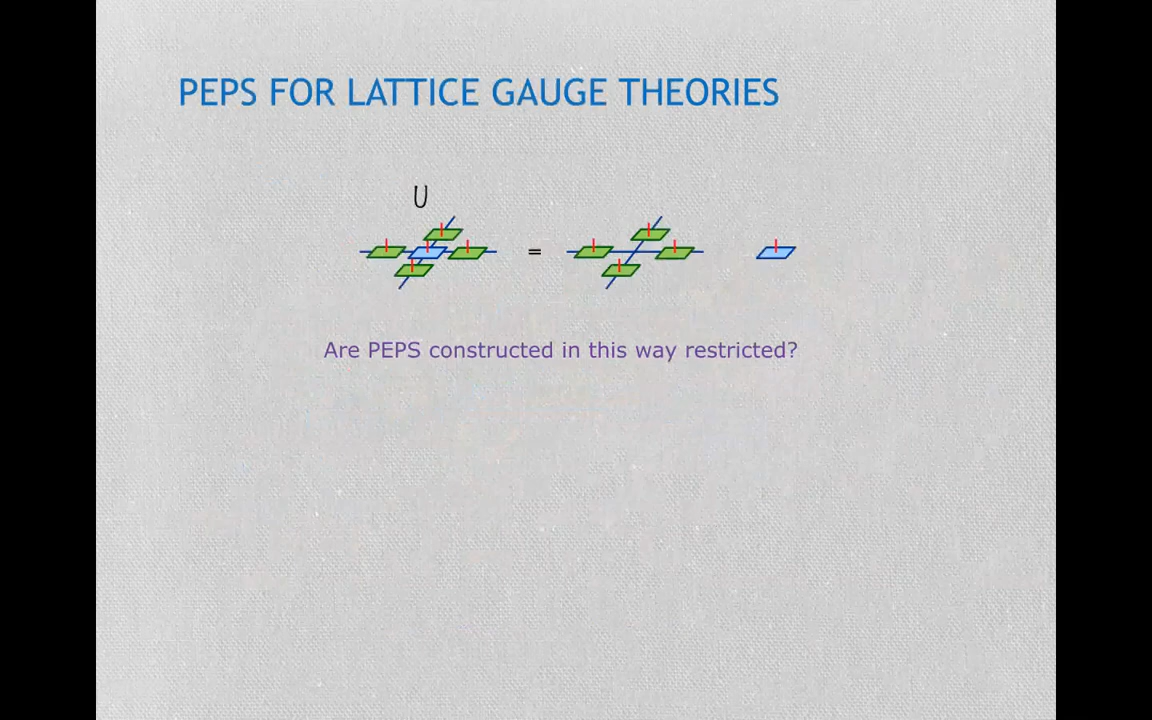 PEPS FOR LATTICE GAUGE THEORIES
U
=
Are PEPS constructed in this way restricted?